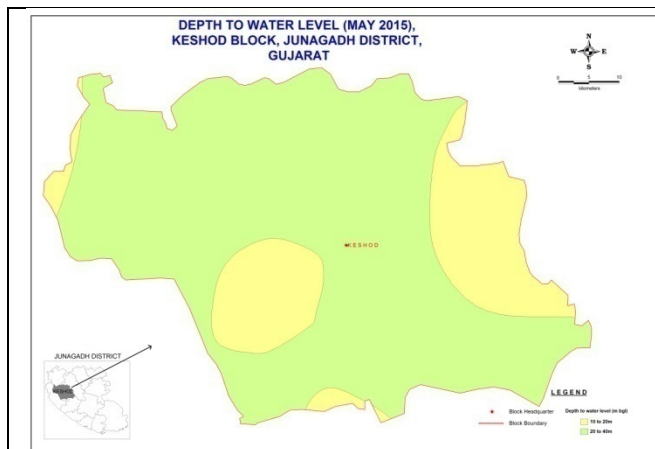 DEPTH TO WATER LEVEL (MAY 2015),
KESHOD BLOCK, JUNAGADH DISTRICT,
GUJARAT
N
W E
S
0 5 10
kilometers
KESHOD
JUNAGADH DISTRICT
KESHOD
LEGEND
Block Headquarter
Block Boundary
Depth to water level (m bgl)
10 to 20m
20 to 40m